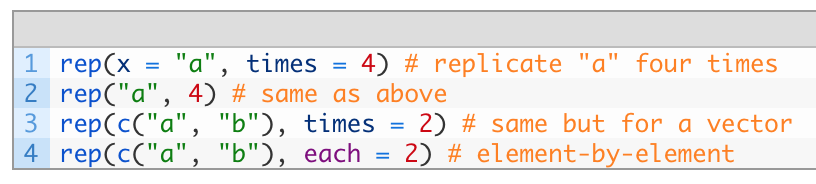 1 rep(x = "a", times = 4) # replicate "a" four times
2 rep("a", 4) # same as above
3 rep(c("a", "b"), times = 2) # same but for a vector
4 rep(c("a", "b"), each = 2) # element-by-element